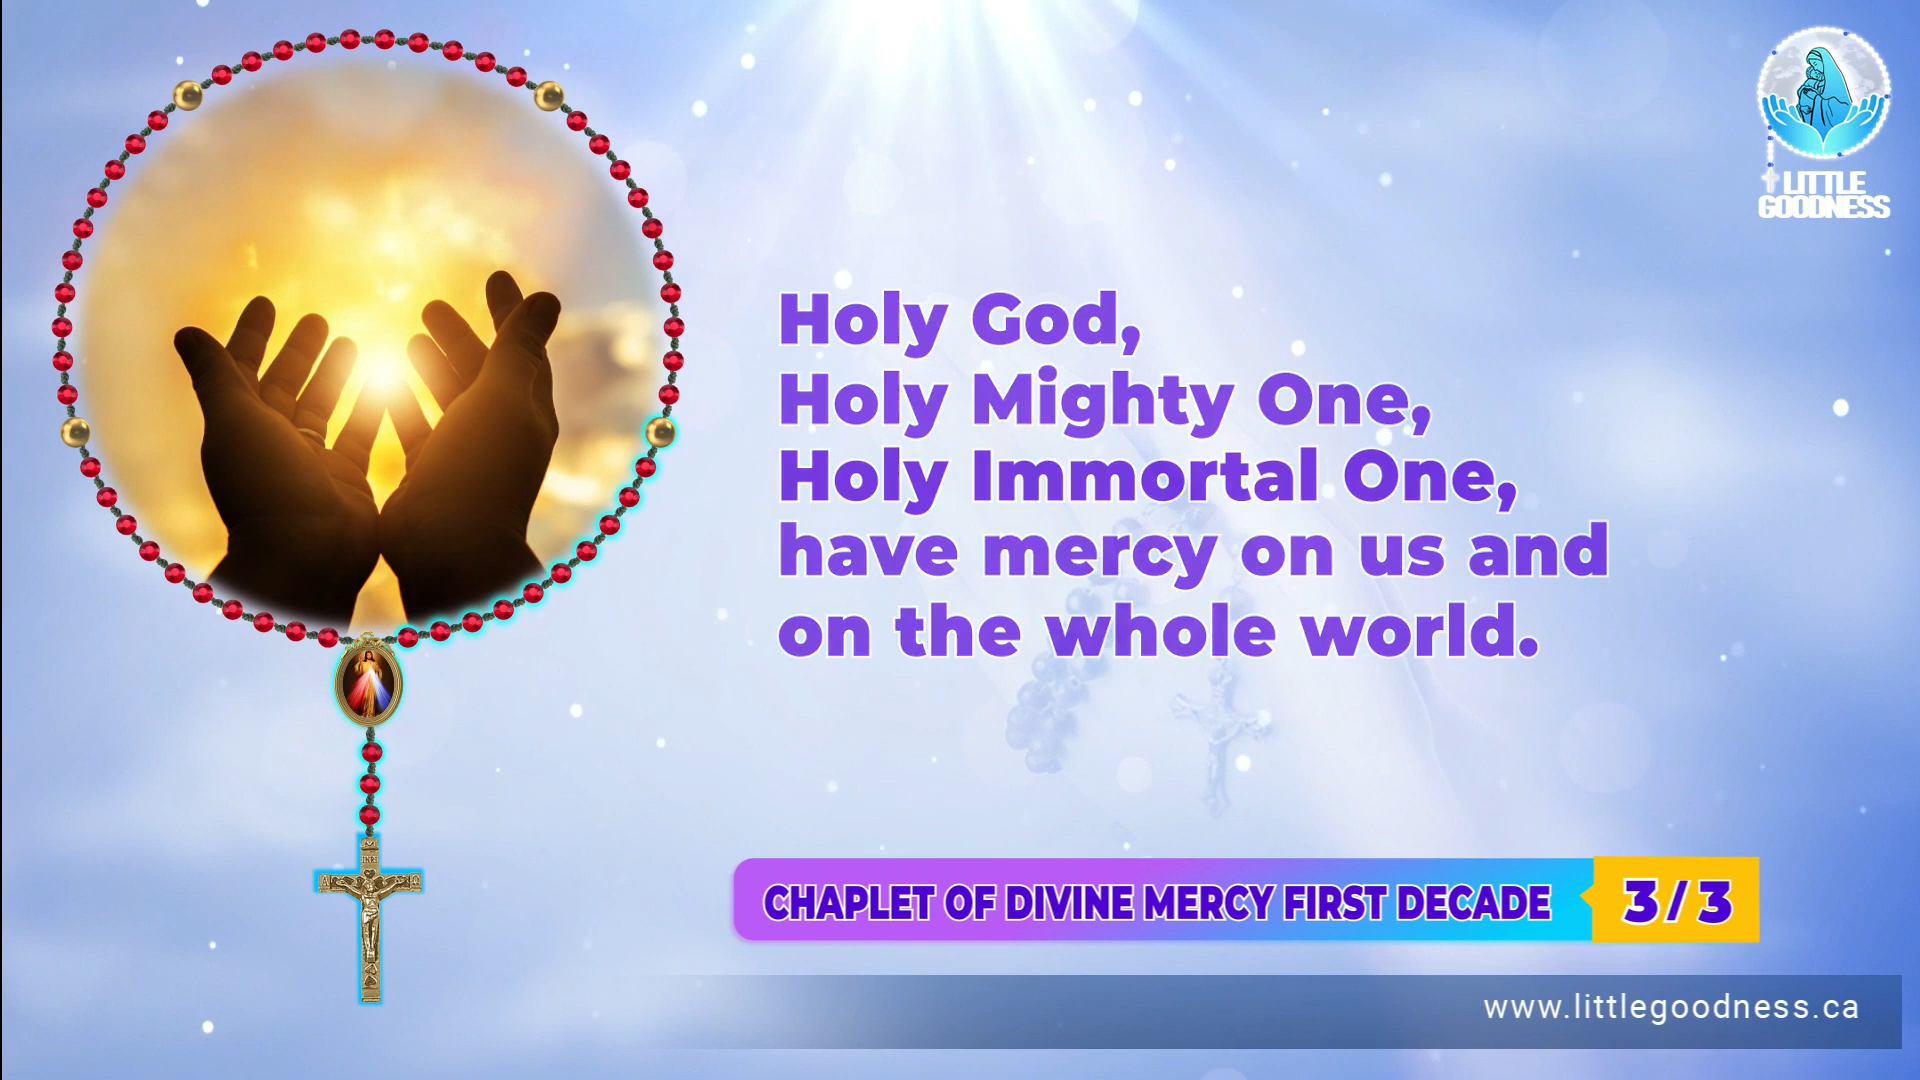 LITTLE
GOODNESS
Holy God,
Holy Mighty One,
Holy Immortal One,
have mercy on us and
on the whole world.
INRI
CHAPLET OF DIVINE MERCY FIRST DECADE
3/3
www.littlegoodness.ca